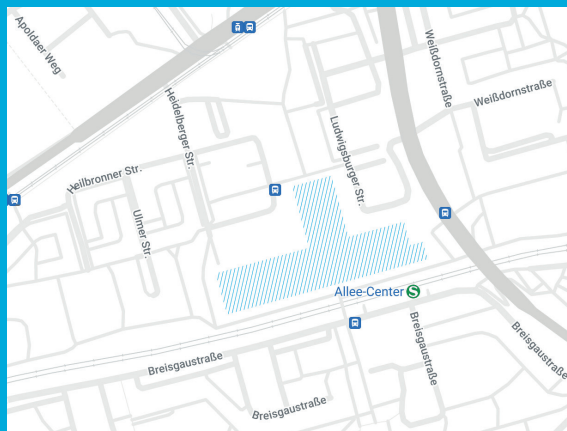 Apoldaer Weg
Weißdornstraße
Weißdornstraße
Heidelberger Str.
Ludwigsburger Str.
Heilbronner Str.
Ulmer Str.
Allee-Center S
Breisgaustraße
Breisgaustraße
Breisgaustraße
Breisgaustraße